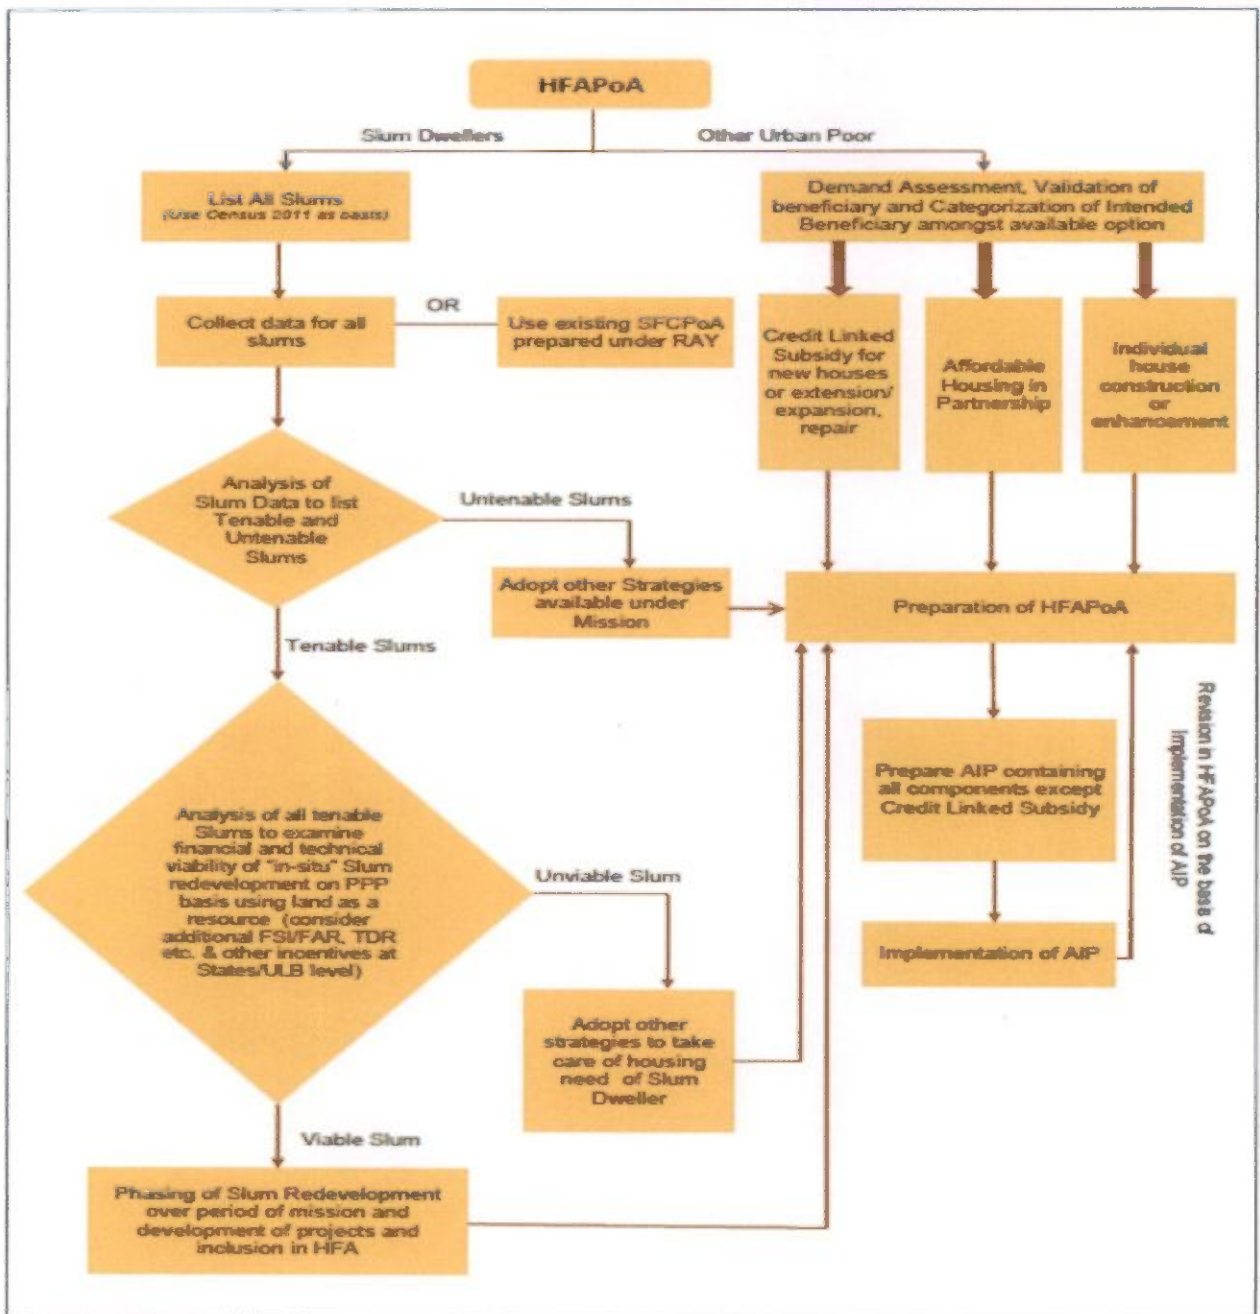 HFAPoA
Slum Dwellers
Other Urban Poor
List All Slums
(Use Census 2011 as basis)
Demand Assessment, Validation of
beneficiary and Categorization of Intended
Beneficiary amongst available option
Collect data for all
slums
OR
Use existing SFCPoA
prepared under RAY
Credit Linked
Subsidy for
new houses
or extension/
expansion,
repair
Affordable
Housing in
Partnership
Individual
house
construction
or
enhancement
Analysis of
Slum Data to list
Tenable and
Untenable
Slums
Untenable Slums
Adopt other Strategies
available under
Mission
Preparation of HFAPoA
Tenable Slums
Analysis of all tenable
Slums to examine
financial and technical
viability of "in-situ" Slum
redevelopment on PPP
basis using land as a
resource (consider
additional FSI/FAR, TDR
etc. & other incentives at
States/ULB level)
Unviable Slum
Adopt other
strategies to take
care of housing
need of Slum
Dweller
Prepare AIP containing
all components except
Credit Linked Subsidy
Implementation of AIP
Revision in HFAPoA on the basis of
Implementation of AIP
Viable Slum
Phasing of Slum Redevelopment
over period of mission and
development of projects and
inclusion in HFA